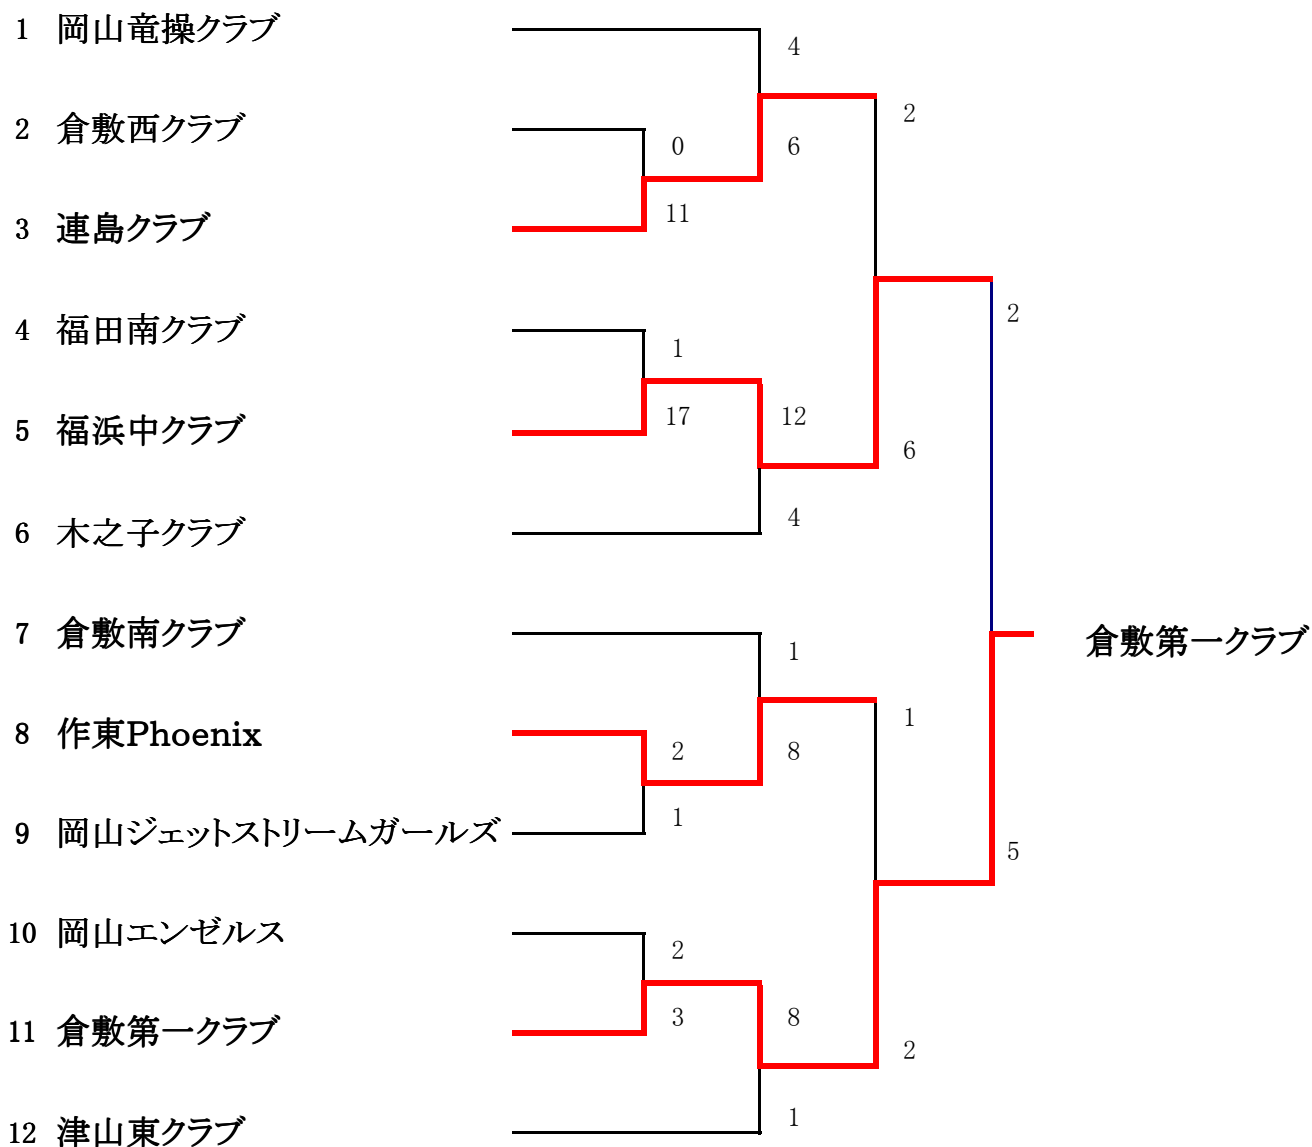 1 岡山竜操クラブ
4
2
2 倉敷西クラブ
0
6
3 連島クラブ
11
2
4 福田南クラブ
1
5 福浜中クラブ
17
12
6
6 木之子クラブ
4
7 倉敷南クラブ
1
倉敷第一クラブ
1
8 作東Phoenix
2
8
9 岡山ジェットストリームガールズ
1
5
10 岡山エンゼルス
2
11 倉敷第一クラブ
3
8
2
12 津山東クラブ
1